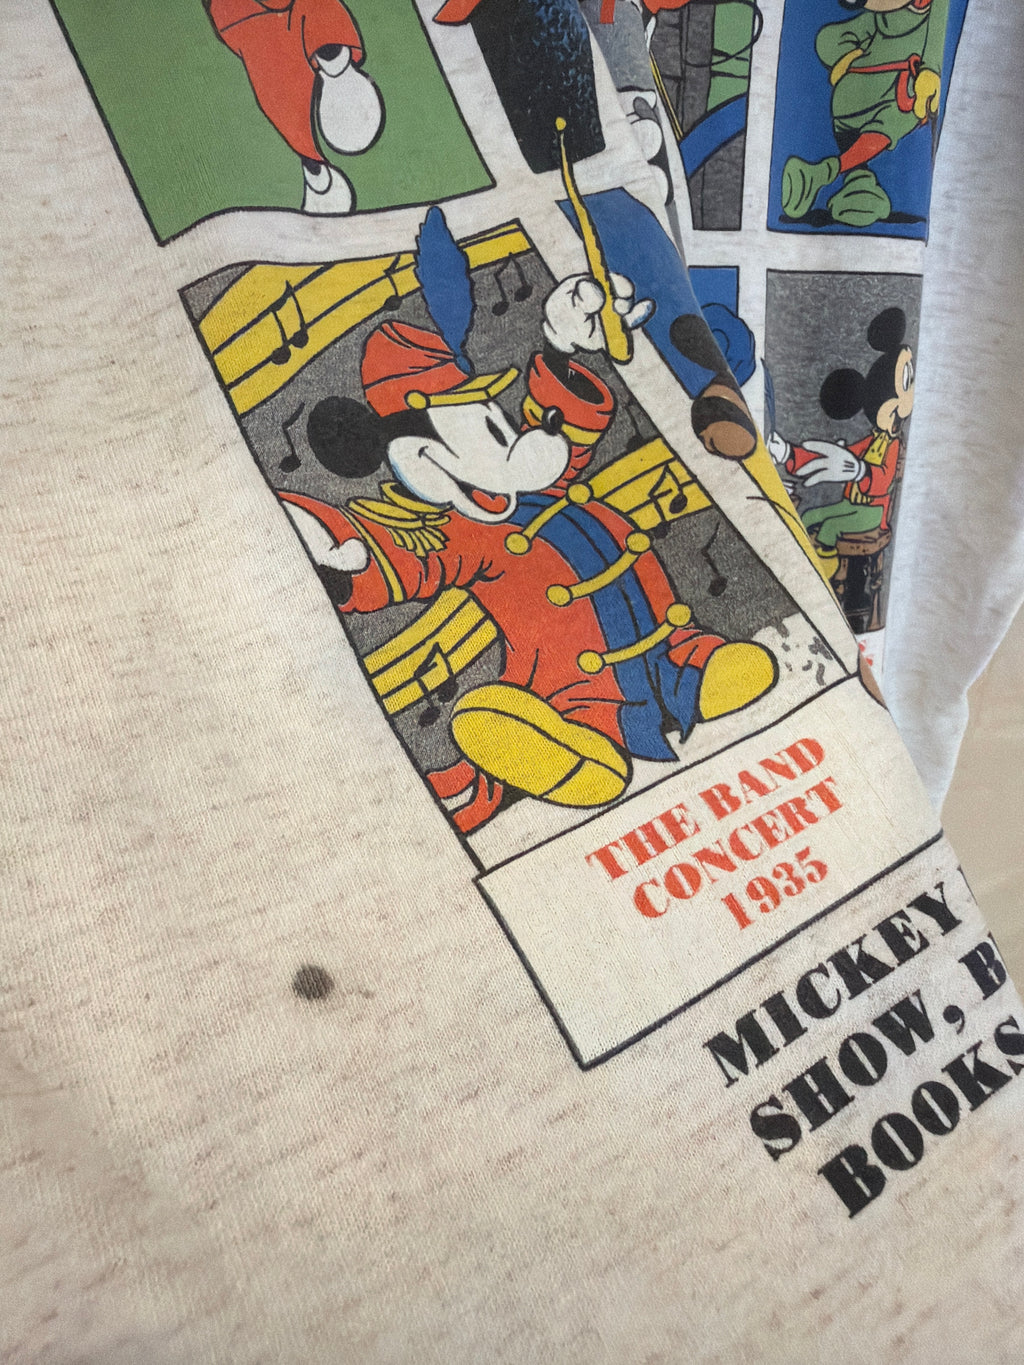 THE BAND
CONCERT
1935
MICKEY
SHOW,
BOOKS